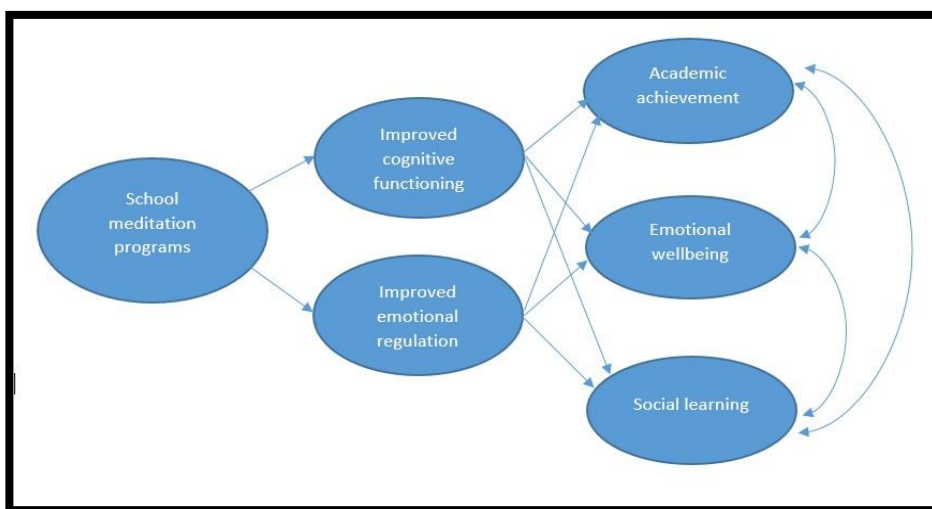 School
meditation
programs
Improved
cognitive
functioning
Improved
emotional
regulation
Academic
achievement
Emotional
wellbeing
Social learning